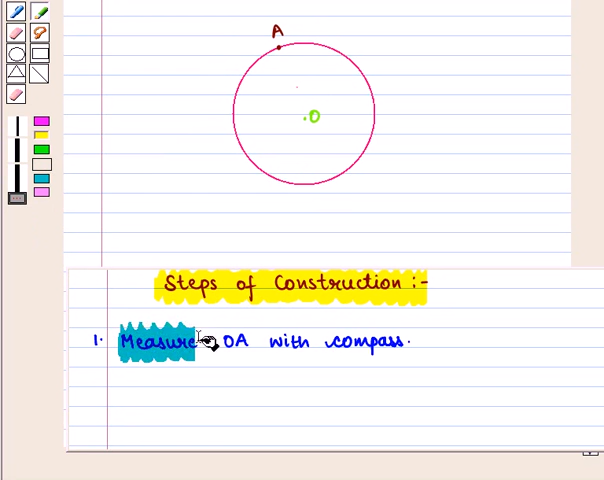 A
.O
Steps of Construction :-
1. Measure OA with compass.